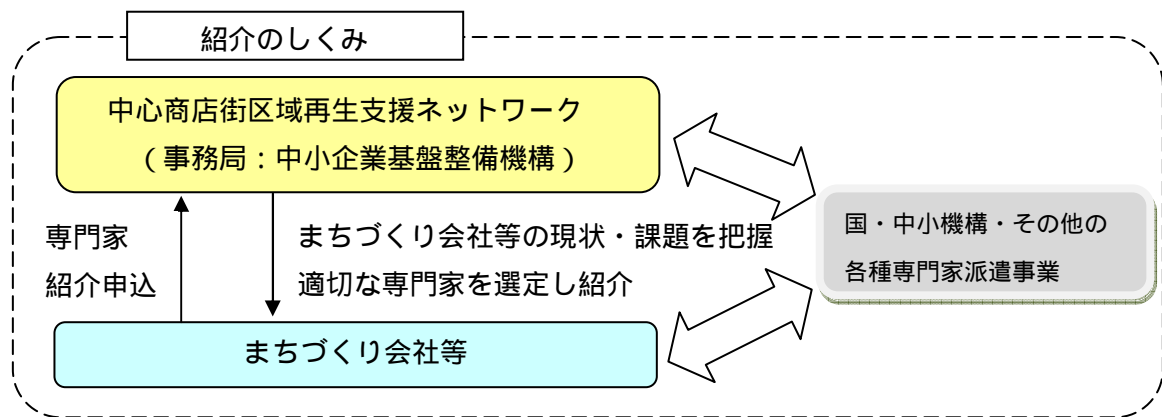 紹介のしくみ
中心商店街区域再生支援ネットワーク
（事務局：中小企業基盤整備機構）
専門家
紹介申込
まちづくり会社等の現状・課題を把握
適切な専門家を選定し紹介
国・中小機構・その他の
各種専門家派遣事業
まちづくり会社等